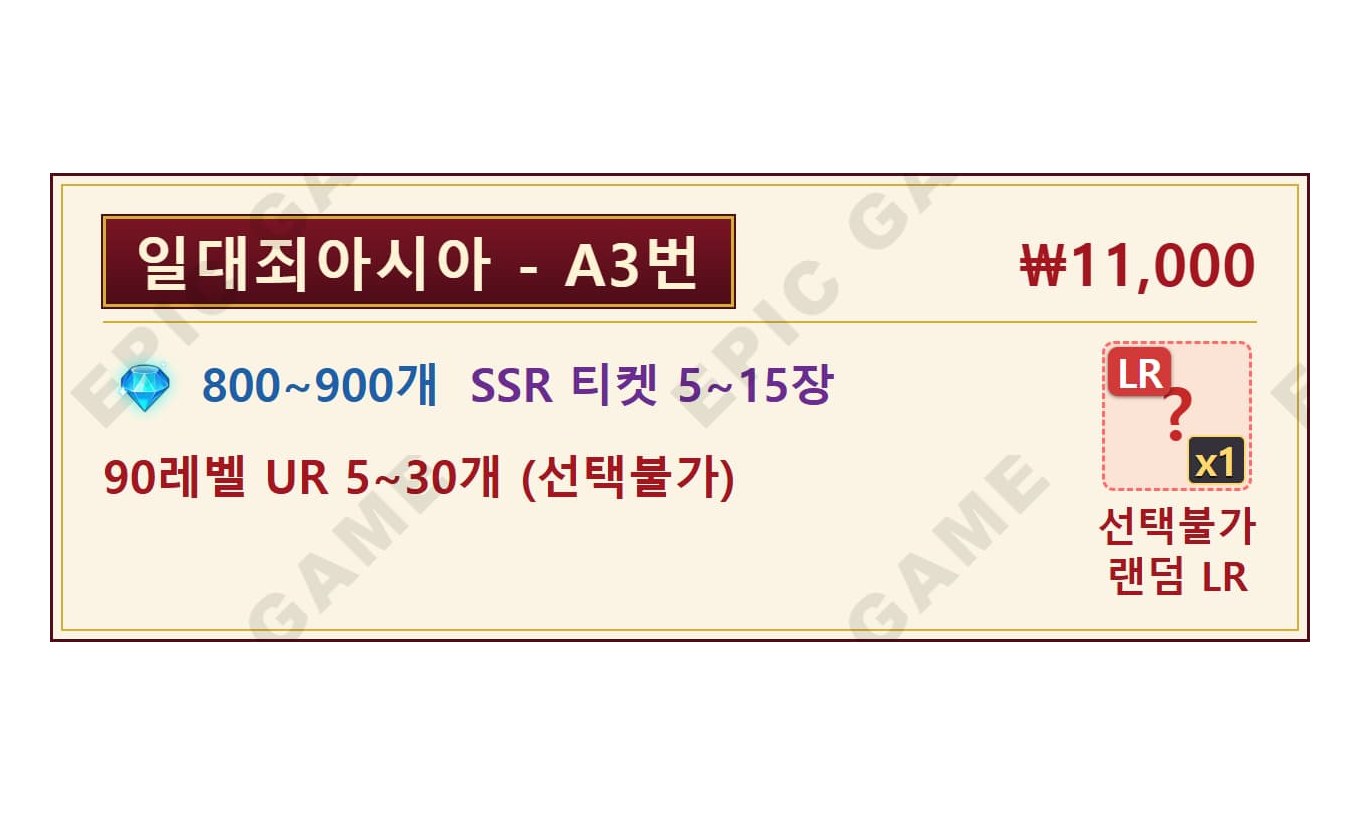 일대죄아시아 - A3번
₩11,000
800~900개 SSR 티켓 5~15장
90레벨 UR 5~30개 (선택불가)
LR
?
x1
선택불가
랜덤 LR
EPIC GAME
EPIC GAME
GAME
GAME